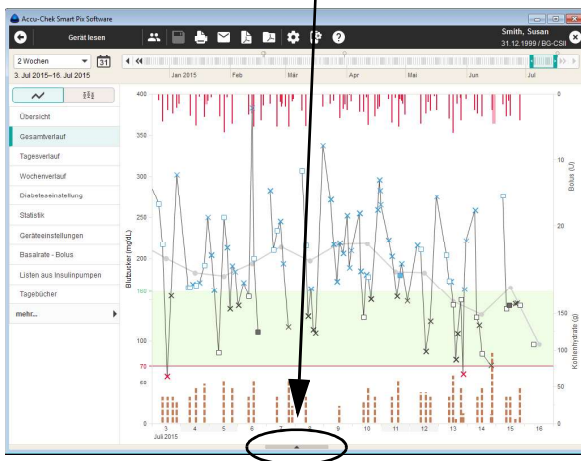 Accu-Chek Smart Pix Software
Gerät lesen
Smith, Susan
31.12.1999 / BG-CSII
2 Wochen
31
3. Jul 2015–16. Jul 2015
Jan 2015 Feb Mär Apr Mai Jun Jul
Übersicht
Gesamtverlauf
Tagesverlauf
Wochenverlauf
Diabeteseinstellung
Statistik
Geräteeinstellungen
Basalrate - Bolus
Listen aus Insulinpumpen
Tagebücher
mehr...
Blutzucker (mg/dL)
400
350
300
250
200
160
100
70
50
0
0
10
20
Bolus (U)
150
100
50
0
Kohlenhydrate (g)
3 4 5 6 7 8 9 10 11 12 13 14 15 16
Juli 2015